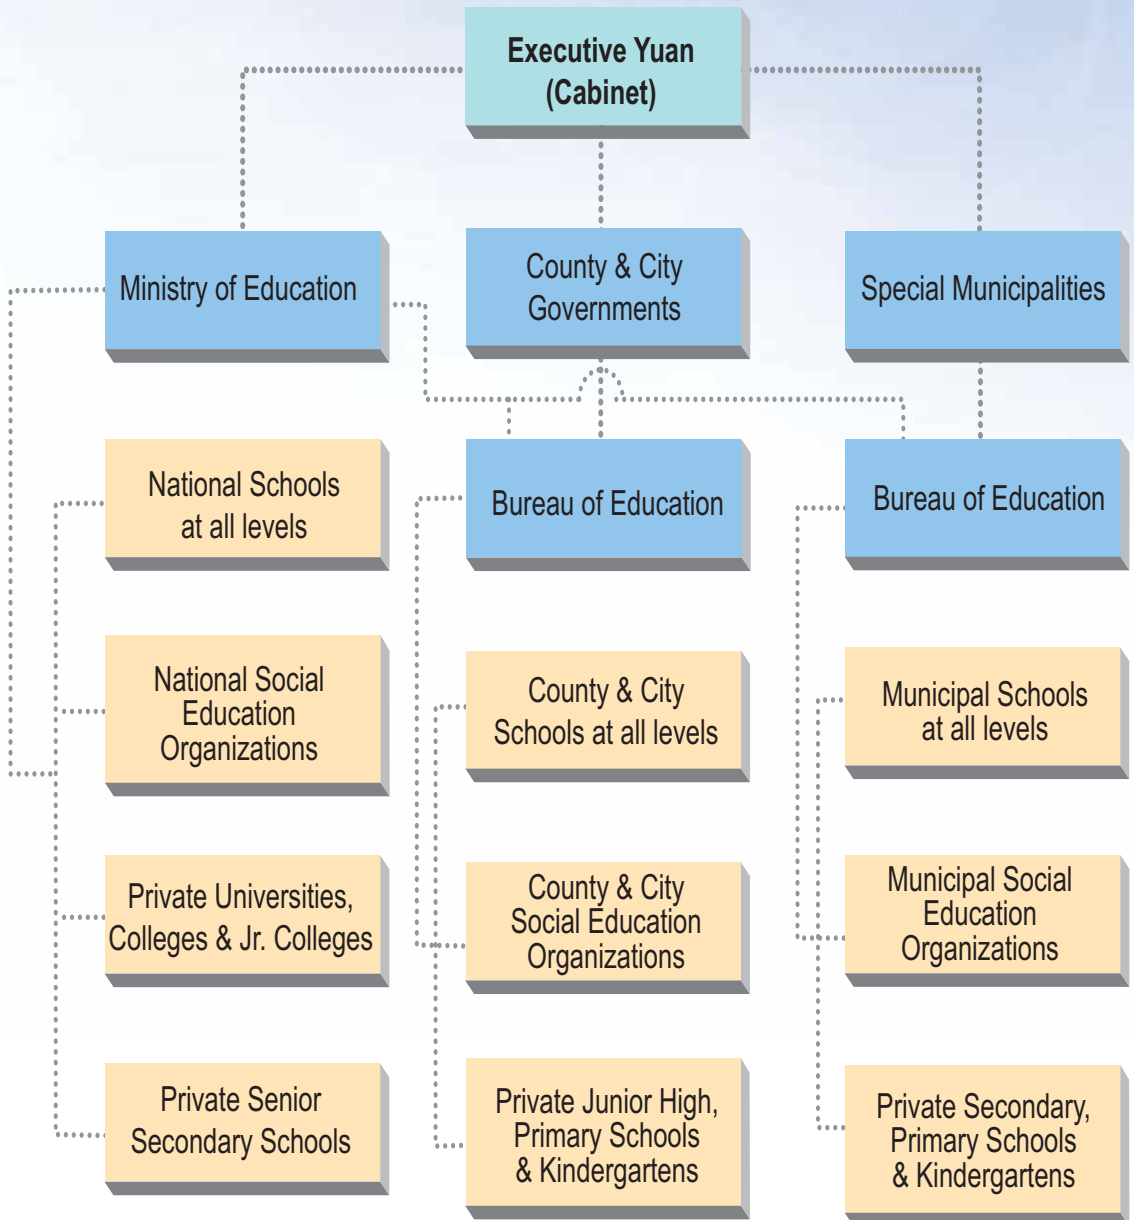 Executive Yuan
(Cabinet)
Ministry of Education
County & City
Governments
Special Municipalities
National Schools
at all levels
Bureau of Education
Bureau of Education
National Social
Education
Organizations
County & City
Schools at all levels
Municipal Schools
at all levels
Private Universities,
Colleges & Jr. Colleges
County & City
Social Education
Organizations
Municipal Social
Education
Organizations
Private Senior
Secondary Schools
Private Junior High,
Primary Schools
& Kindergartens
Private Secondary,
Primary Schools
& Kindergartens